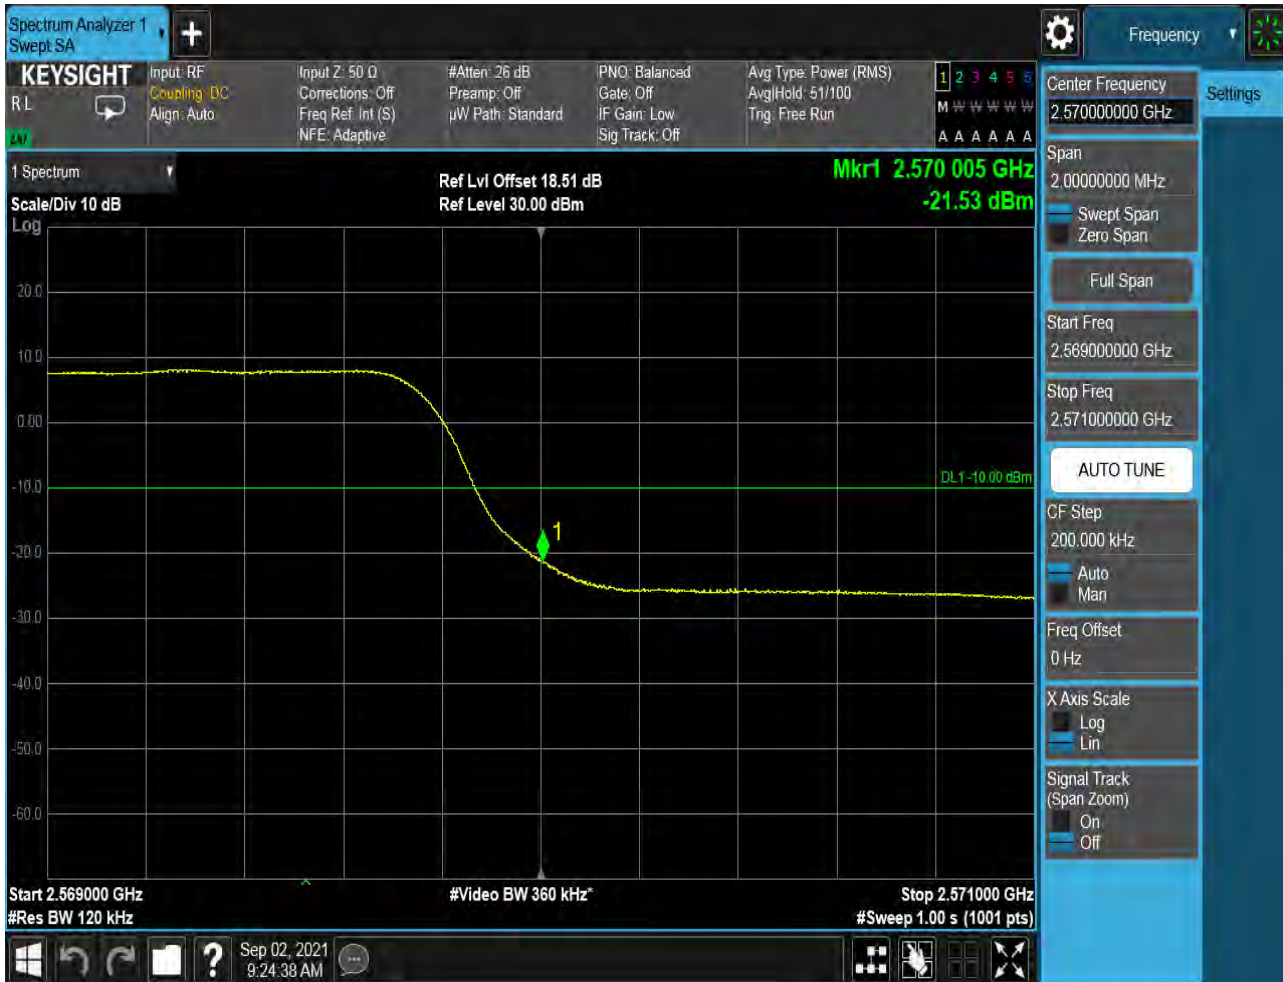 Spectrum Analyzer 1
Swept SA
Frequency
KEYSIGHT
R L
LXI
Input: RF
Coupling: DC
Align: Auto
Input Z: 50 Ω
Corrections: Off
Freq Ref: Int (S)
NFE: Adaptive
#Atten: 26 dB
Preamp: Off
µW Path: Standard
PNO: Balanced
Gate: Off
IF Gain: Low
Sig Track: Off
Avg Type: Power (RMS)
Avg|Hold: 51/100
Trig: Free Run
1 2 3 4 5 6
M W W W W W
A A A A A A
1 Spectrum
Scale/Div 10 dB
Log
Ref Lvl Offset 18.51 dB
Ref Level 30.00 dBm
Mkr1 2.570 005 GHz
-21.53 dBm
20.0
10.0
0.00
-10.0
-20.0
-30.0
-40.0
-50.0
-60.0
DL1 -10.00 dBm
1
Start 2.569000 GHz
#Res BW 120 kHz
#Video BW 360 kHz*
Stop 2.571000 GHz
#Sweep 1.00 s (1001 pts)
Center Frequency
2.570000000 GHz
Settings
Span
2.00000000 MHz
Swept Span
Zero Span
Full Span
Start Freq
2.569000000 GHz
Stop Freq
2.571000000 GHz
AUTO TUNE
CF Step
200.000 kHz
Auto
Man
Freq Offset
0 Hz
X Axis Scale
Log
Lin
Signal Track
(Span Zoom)
On
Off
?
Sep 02, 2021
9:24:38 AM